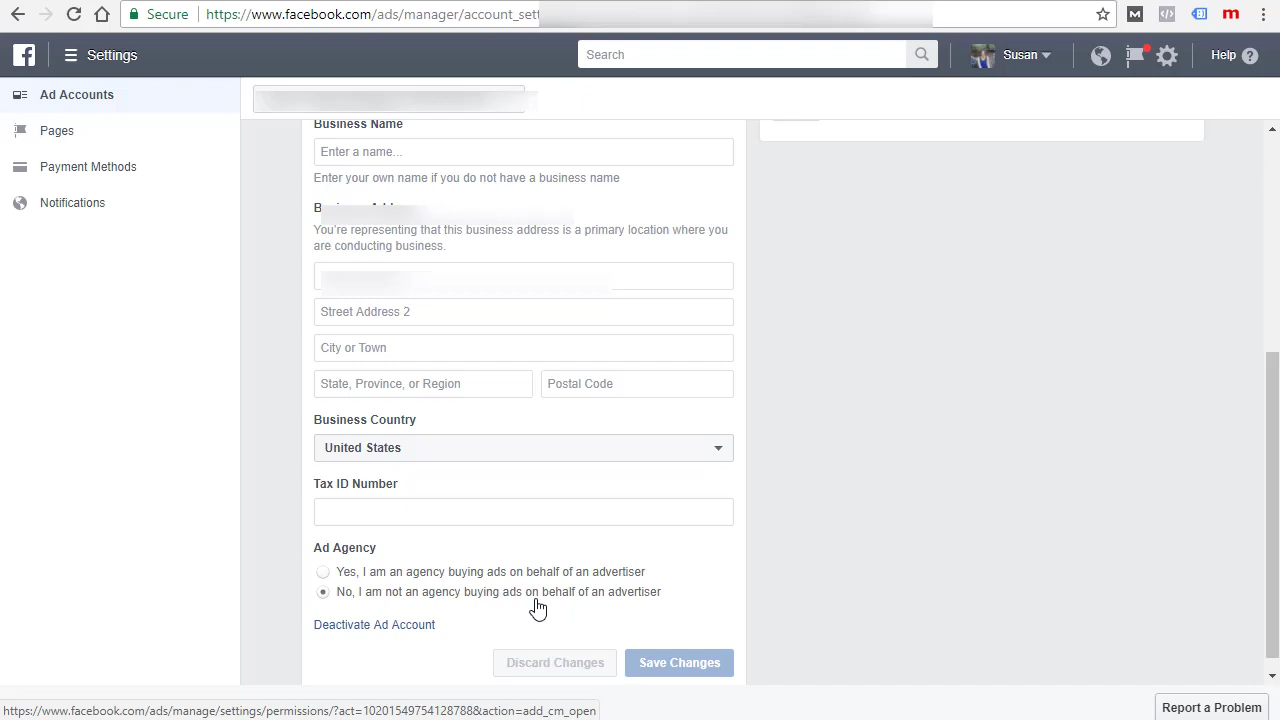 Secure
https://www.facebook.com/ads/manager/account_sett
M
m
Settings
Search
Susan
Help
Ad Accounts
Pages
Payment Methods
Notifications
Business Name
Enter a name...
Enter your own name if you do not have a business name
You're representing that this business address is a primary location where you
are conducting business.
Street Address 2
City or Town
State, Province, or Region
Postal Code
Business Country
United States
Tax ID Number
Ad Agency
Yes, I am an agency buying ads on behalf of an advertiser
No, I am not an agency buying ads on behalf of an advertiser
Deactivate Ad Account
Discard Changes
Save Changes
https://www.facebook.com/ads/manage/settings/permissions/?act=10201549754128788&action=add_cm_open
Report a Problem